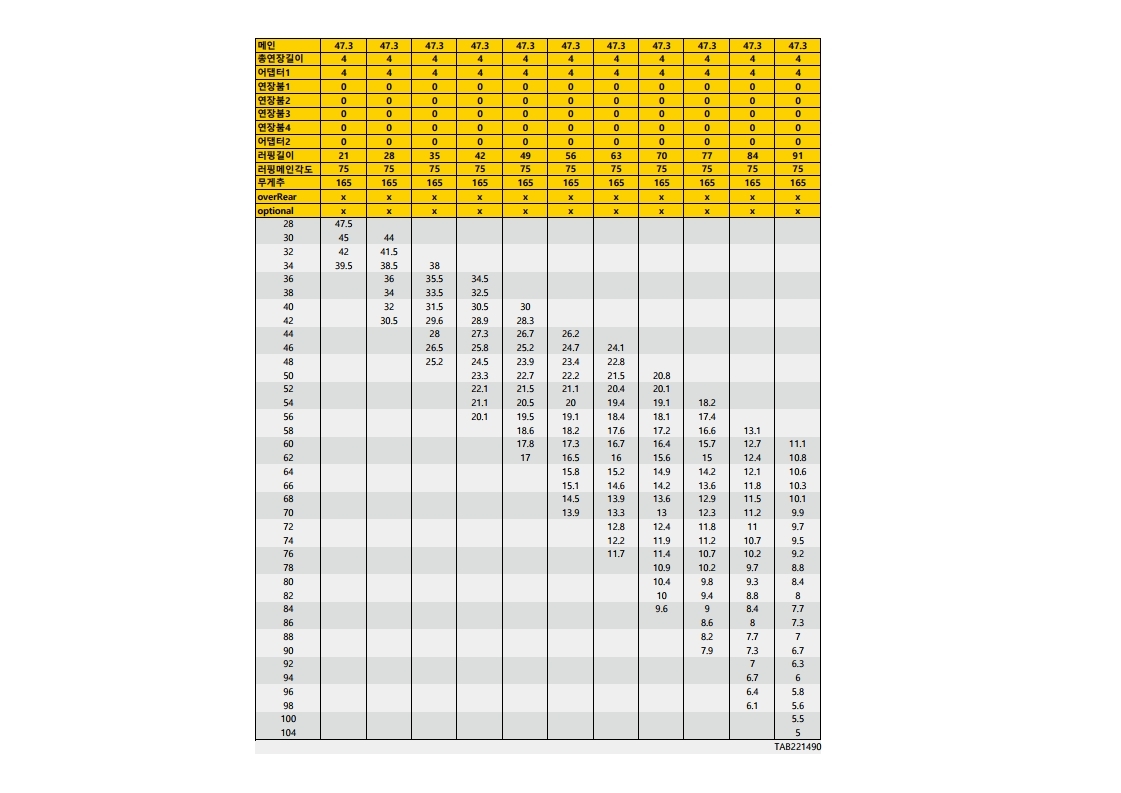 메인 47.3 47.3 47.3 47.3 47.3 47.3 47.3 47.3 47.3 47.3 47.3
총연장길이 4 4 4 4 4 4 4 4 4 4 4
어댑터1 4 4 4 4 4 4 4 4 4 4 4
연장붐1 0 0 0 0 0 0 0 0 0 0 0
연장붐2 0 0 0 0 0 0 0 0 0 0 0
연장붐3 0 0 0 0 0 0 0 0 0 0 0
연장붐4 0 0 0 0 0 0 0 0 0 0 0
어댑터2 0 0 0 0 0 0 0 0 0 0 0
러핑길이 21 28 35 42 49 56 63 70 77 84 91
러핑메인각도 75 75 75 75 75 75 75 75 75 75 75
무게추 165 165 165 165 165 165 165 165 165 165 165
overRear x x x x x x x x x x x
optional x x x x x x x x x x x
28 47.5
30 45 44
32 42 41.5
34 39.5 38.5 38
36 36 35.5 34.5
38 34 33.5 32.5
40 32 31.5 30.5 30
42 30.5 29.6 28.9 28.3
44 28 27.3 26.7 26.2
46 26.5 25.8 25.2 24.7 24.1
48 25.2 24.5 23.9 23.4 22.8
50 23.3 22.7 22.2 21.5 20.8
52 22.1 21.5 21.1 20.4 20.1
54 21.1 20.5 20 19.4 19.1 18.2
56 20.1 19.5 19.1 18.4 18.1 17.4
58 18.6 18.2 17.6 17.2 16.6 13.1
60 17.8 17.3 16.7 16.4 15.7 12.7 11.1
62 17 16.5 16 15.6 15 12.4 10.8
64 15.8 15.2 14.9 14.2 12.1 10.6
66 15.1 14.6 14.2 13.6 11.8 10.3
68 14.5 13.9 13.6 12.9 11.5 10.1
70 13.9 13.3 13 12.3 11.2 9.9
72 12.8 12.4 11.8 11 9.7
74 12.2 11.9 11.2 10.7 9.5
76 11.7 11.4 10.7 10.2 9.2
78 10.9 10.2 9.7 8.8
80 10.4 9.8 9.3 8.4
82 10 9.4 8.8 8
84 9.6 9 8.4 7.7
86 8.6 8 7.3
88 8.2 7.7 7
90 7.9 7.3 6.7
92 7 6.3
94 6.7 6
96 6.4 5.8
98 6.1 5.6
100 5.5
104 5
TAB221490